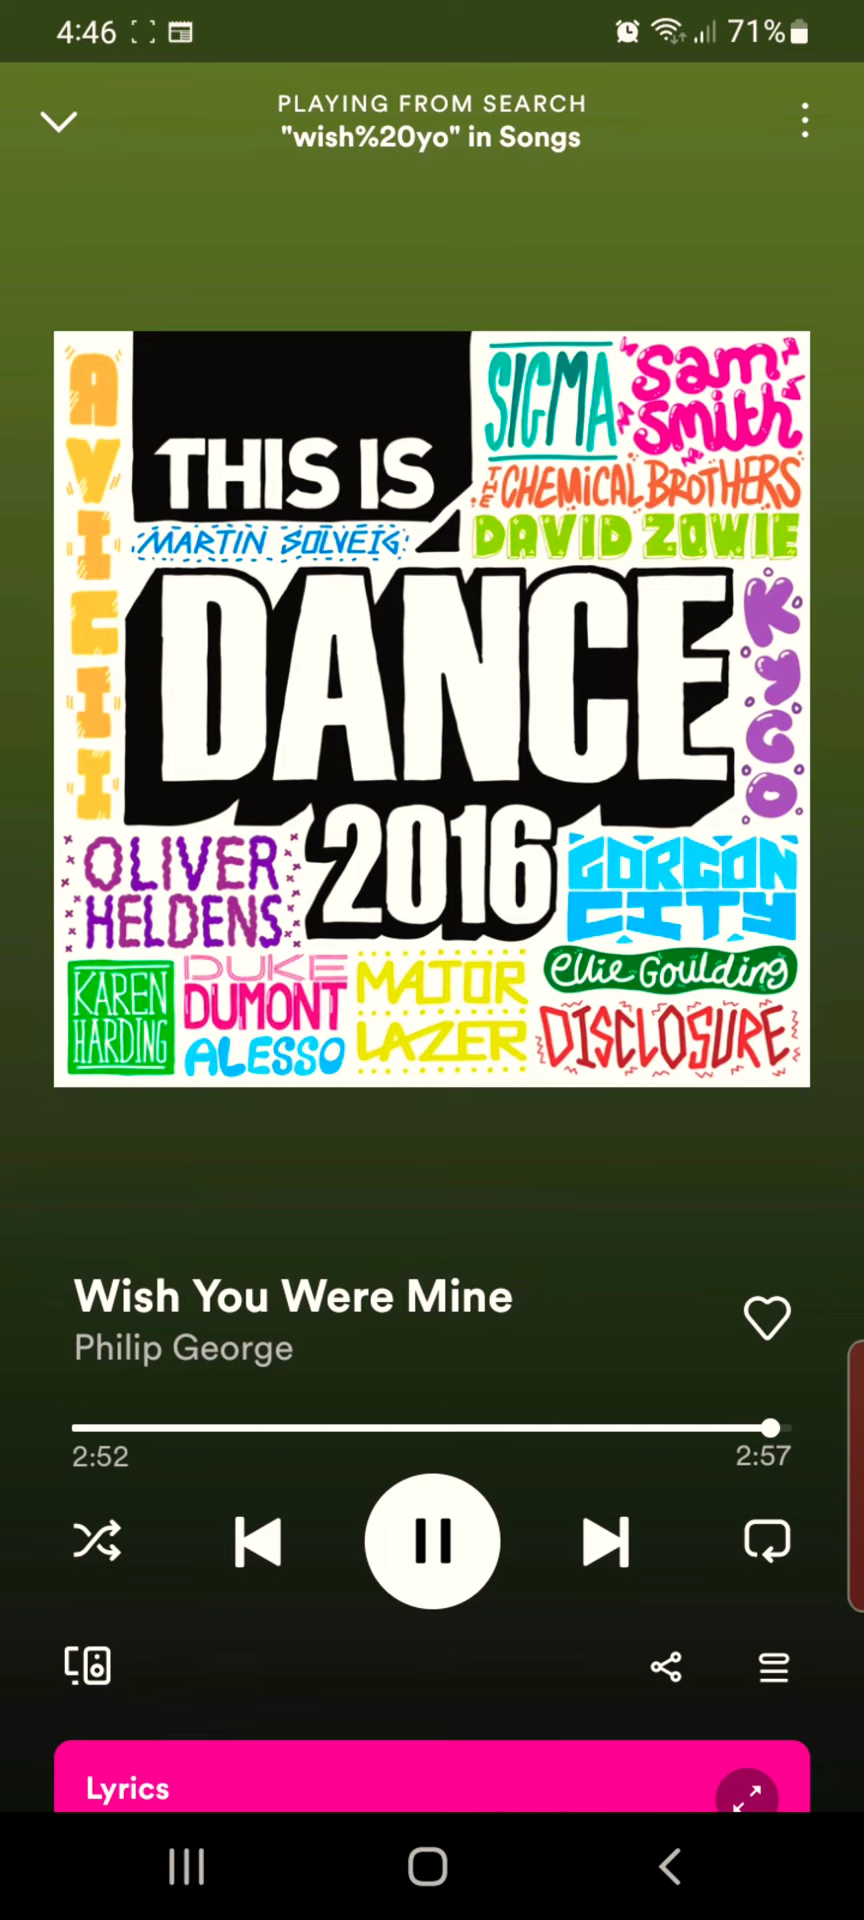 4:46
71%
PLAYING FROM SEARCH
"wish%20yo" in Songs
AVICII
THIS IS
SIGMA
Sam
Smith
THE CHEMiCAL BROTHERS
MARTIN SOLVEIG
DAVID ZOWIE
DANCE
KYGO
2016
OLIVER
HELDENS
GORGON
CITY
KAREN
HARDING
DUKE
DUMONT
ALESSO
MAJOR
LAZER
Ellie Goulding
DISCLOSURE
Wish You Were Mine
Philip George
2:52
2:57
Lyrics